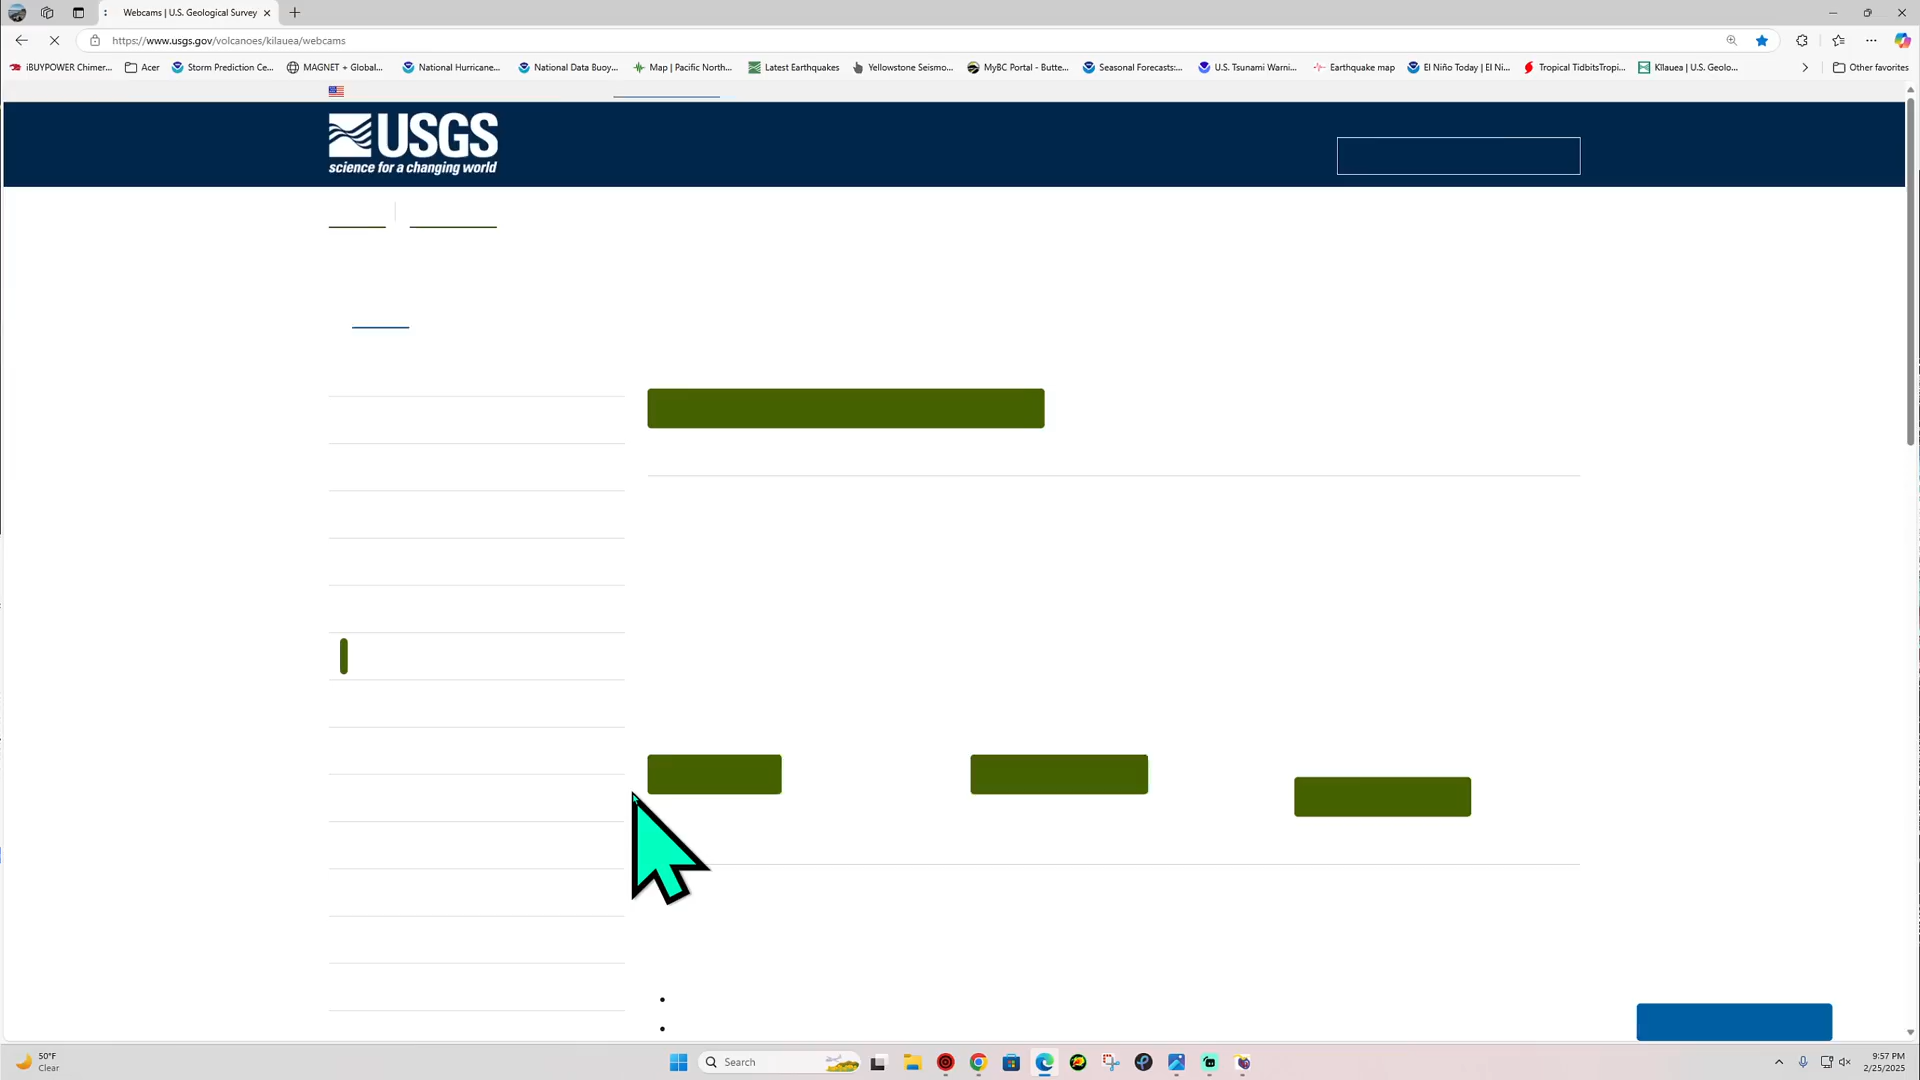 Webcams | U.S. Geological Survey
https://www.usgs.gov/volcanoes/kilauea/webcams
iBUYPOWER Chimer...
Acer
Storm Prediction Ce...
MAGNET + Global...
National Hurricane...
National Data Buoy...
Map | Pacific North...
Latest Earthquakes
Yellowstone Seismo...
MyBC Portal - Butte...
Seasonal Forecasts:...
U.S. Tsunami Warni...
Earthquake map
El Niño Today | El Ni...
Tropical TidbitsTropi...
Kīlauea | U.S. Geolo...
Other favorites
USGS
science for a changing world
50°F
Clear
Search
9:57 PM
2/25/2025